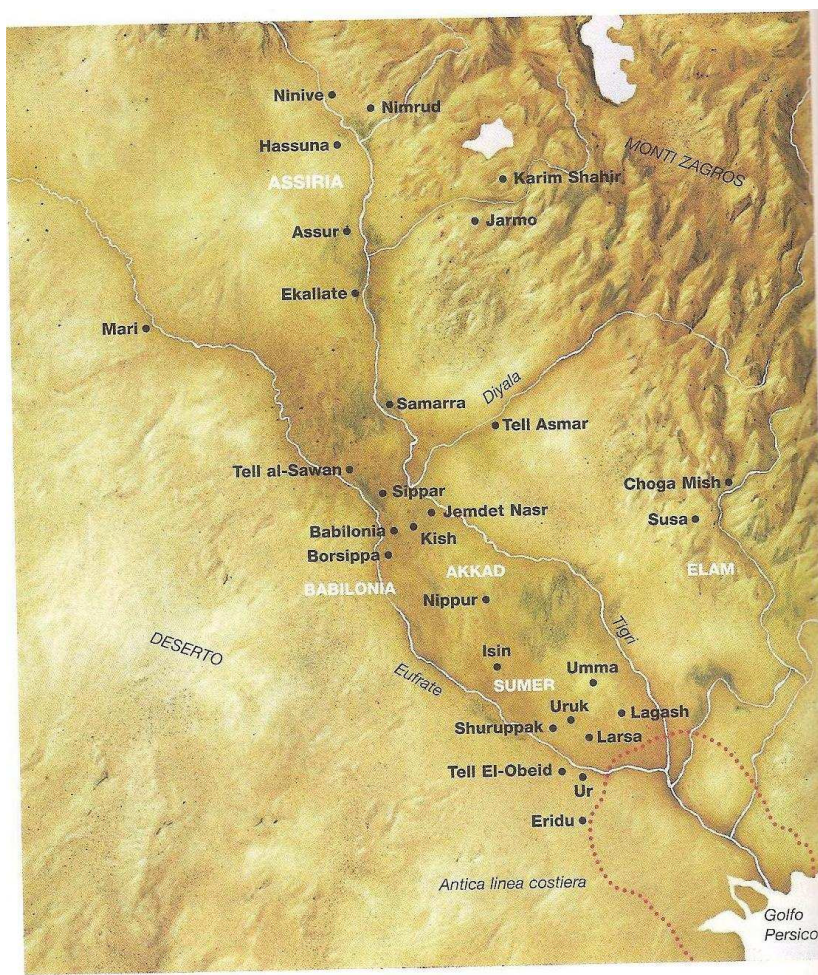 Ninive
Nimrud
Hassuna
MONTI ZAGROS
ASSIRIA
Karim Shahir
Jarmo
Assur
Ekallate
Mari
Diyala
Samarra
Tell Asmar
Tell al-Sawan
Choga Mish
Sippar
Jemdet Nasr
Susa
Babilonia
Kish
Borsippa
AKKAD
ELAM
BABILONIA
Nippur
Tigri
DESERTO
Isin
Eufrate
Umma
SUMER
Uruk
Lagash
Shuruppak
Larsa
Tell El-Obeid
Ur
Eridu
Antica linea costiera
Golfo
Persico